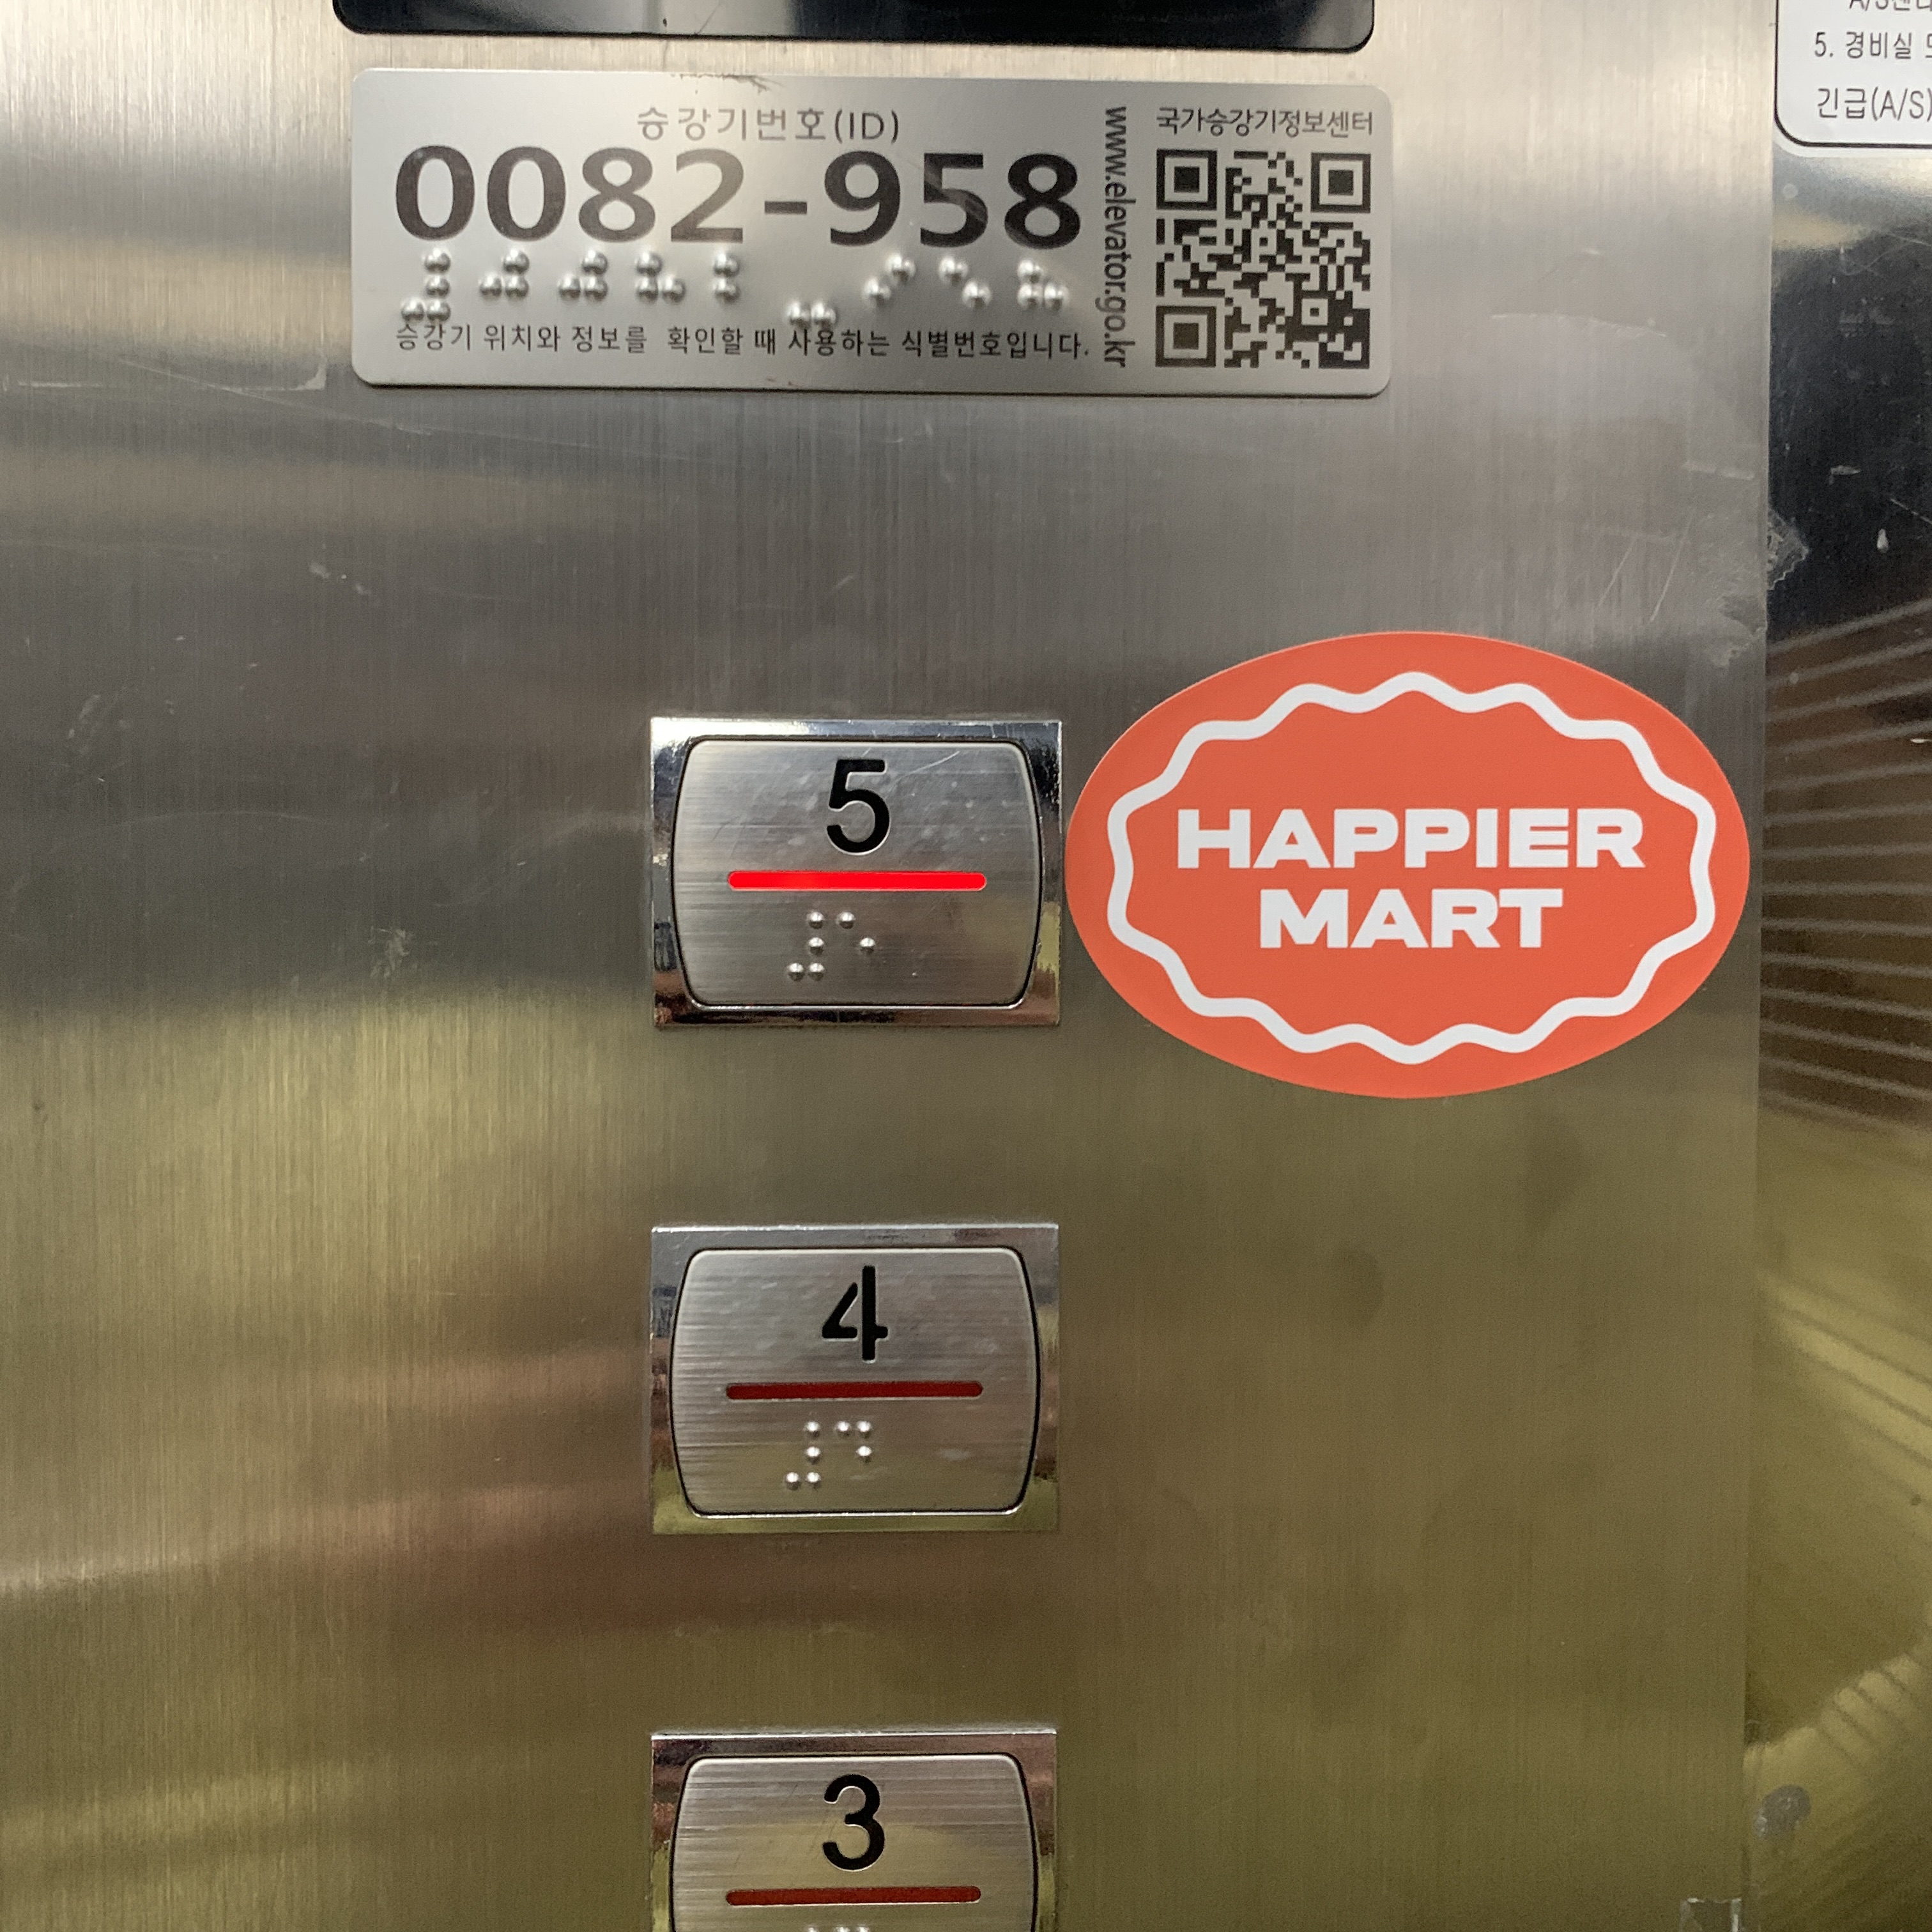 승강기번호(ID)
0082-958
승강기 위치와 정보를 확인할 때 사용하는 식별번호입니다.
www.elevator.go.kr
국가승강기정보센터
5. 경비실
긴급(A/S)
5
HAPPIER
MART
4
3